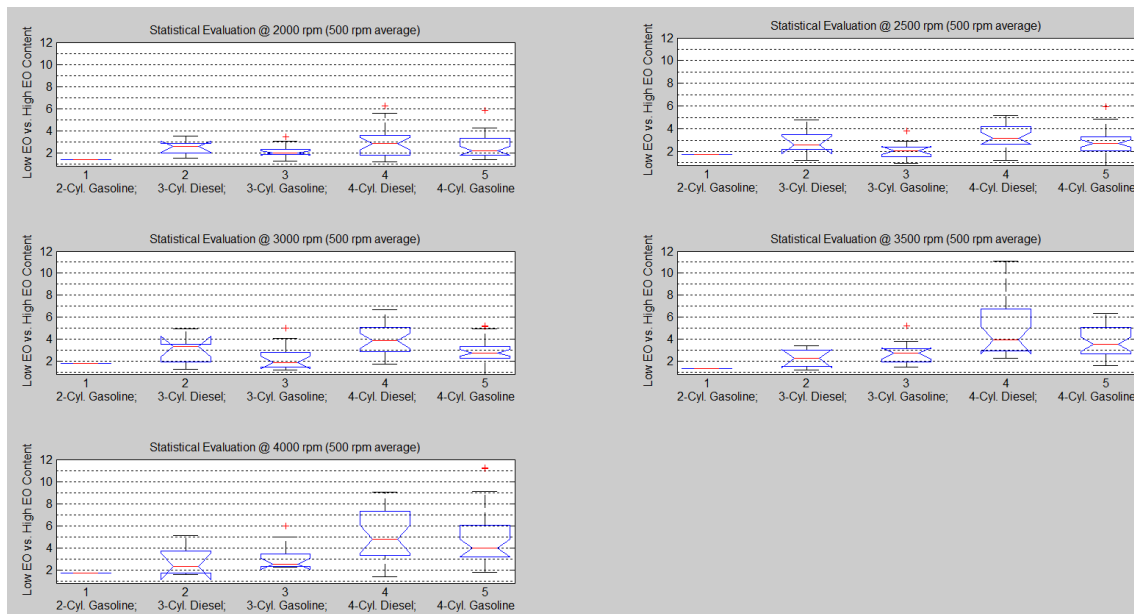 Statistical Evaluation @ 2000 rpm (500 rpm average)
Low EO vs. High EO Content
12
10
8
6
4
2
1 2 3 4 5
2-Cyl. Gasoline; 3-Cyl. Diesel; 3-Cyl. Gasoline; 4-Cyl. Diesel; 4-Cyl. Gasoline
Statistical Evaluation @ 2500 rpm (500 rpm average)
Low EO vs. High EO Content
12
10
8
6
4
2
1 2 3 4 5
2-Cyl. Gasoline; 3-Cyl. Diesel; 3-Cyl. Gasoline; 4-Cyl. Diesel; 4-Cyl. Gasoline
Statistical Evaluation @ 3000 rpm (500 rpm average)
Low EO vs. High EO Content
12
10
8
6
4
2
1 2 3 4 5
2-Cyl. Gasoline; 3-Cyl. Diesel; 3-Cyl. Gasoline; 4-Cyl. Diesel; 4-Cyl. Gasoline
Statistical Evaluation @ 3500 rpm (500 rpm average)
Low EO vs. High EO Content
12
10
8
6
4
2
1 2 3 4 5
2-Cyl. Gasoline; 3-Cyl. Diesel; 3-Cyl. Gasoline; 4-Cyl. Diesel; 4-Cyl. Gasoline
Statistical Evaluation @ 4000 rpm (500 rpm average)
Low EO vs. High EO Content
12
10
8
6
4
2
1 2 3 4 5
2-Cyl. Gasoline; 3-Cyl. Diesel; 3-Cyl. Gasoline; 4-Cyl. Diesel; 4-Cyl. Gasoline